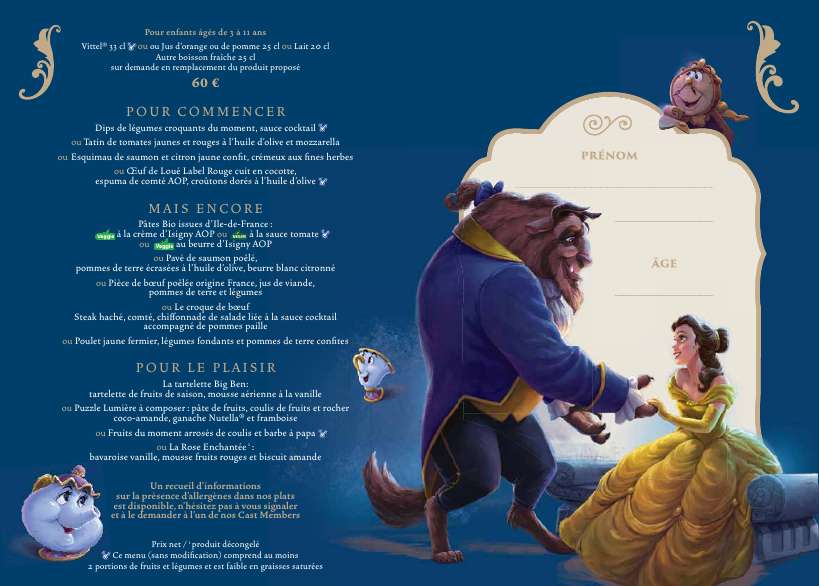 Pour enfants âgés de 3 à 11 ans
Vittel® 33 cl ou ou Jus d'orange ou de pomme 25 cl ou Lait 20 cl
Autre boisson fraîche 25 cl
sur demande en remplacement du produit proposé
60 €
POUR COMMENCER
Dips de légumes croquants du moment, sauce cocktail
ou Tatin de tomates jaunes et rouges à l'huile d'olive et mozzarella
ou Esquimau de saumon et citron jaune confit, crémeux aux fines herbes
ou Œuf de Loué Label Rouge cuit en cocotte,
espuma de comté AOP, croûtons dorés à l'huile d'olive
MAIS ENCORE
Pâtes Bio issues d'Ile-de-France :
Veggie à la crème d'Isigny AOP ou Veggie à la sauce tomate
ou Veggie au beurre d'Isigny AOP
ou Pavé de saumon poêlé,
pommes de terre écrasées à l'huile d'olive, beurre blanc citronné
ou Pièce de bœuf poêlée origine France, jus de viande,
pommes de terre et légumes
ou Le croque de bœuf
Steak haché, comté, chiffonnade de salade liée à la sauce cocktail
accompagné de pommes paille
ou Poulet jaune fermier, légumes fondants et pommes de terre confites
POUR LE PLAISIR
La tartelette Big Ben:
tartelette de fruits de saison, mousse aérienne à la vanille
ou Puzzle Lumière à composer : pâte de fruits, coulis de fruits et rocher
coco-amande, ganache Nutella® et framboise
ou Fruits du moment arrosés de coulis et barbe à papa
ou La Rose Enchantée* :
bavaroise vanille, mousse fruits rouges et biscuit amande
Un recueil d'informations
sur la présence d'allergènes dans nos plats
est disponible, n'hésitez pas à vous signaler
et à le demander à l'un de nos Cast Members
Prix net / * produit décongelé
Ce menu (sans modification) comprend au moins
2 portions de fruits et légumes et est faible en graisses saturées
PRÉNOM
ÂGE